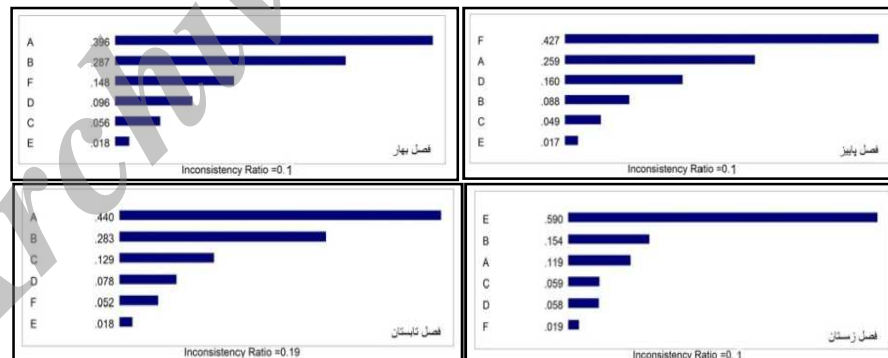 A .396
B .287
F .148
D .096
C .056
E .018
فصل بهار
Inconsistency Ratio =0.1
F .427
A .259
D .160
B .088
C .049
E .017
فصل پاییز
Inconsistency Ratio =0.1
A .440
B .283
C .129
D .078
F .052
E .018
فصل تابستان
Inconsistency Ratio =0.19
E .590
B .154
A .119
C .059
D .058
F .019
فصل زمستان
Inconsistency Ratio =0.1
Archiv